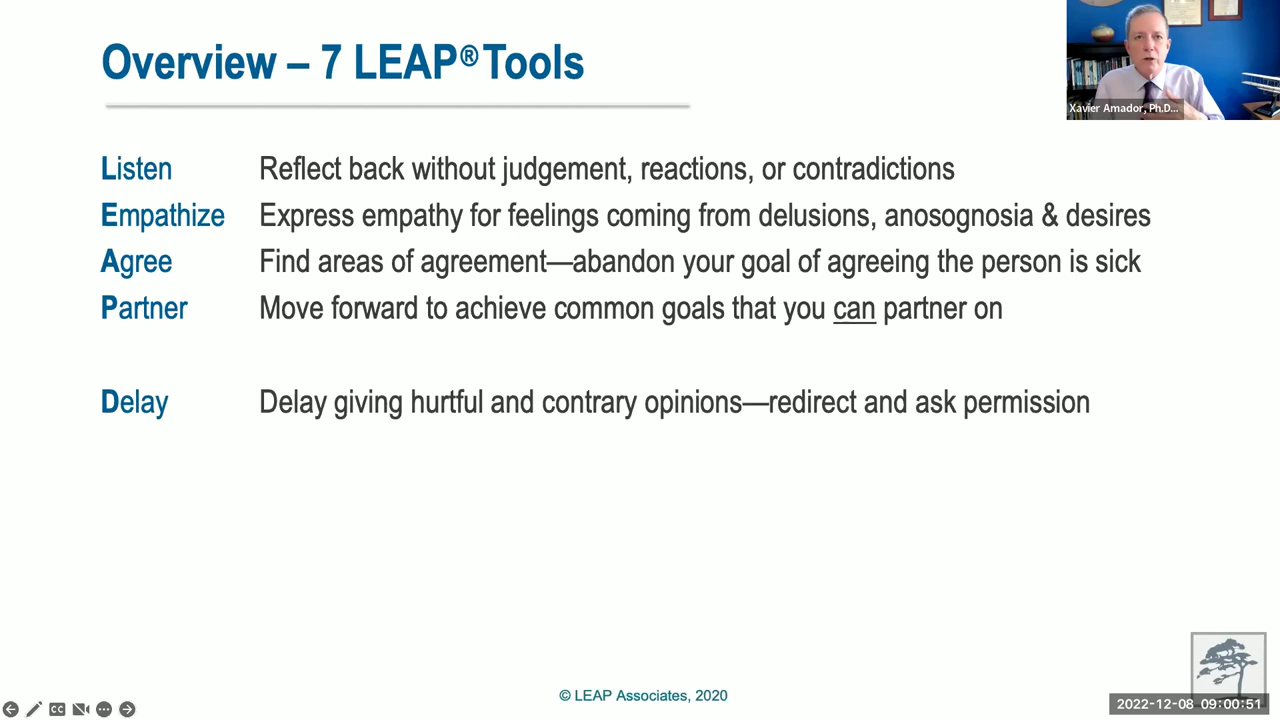 Overview – 7 LEAP® Tools
Xavier Amador, Ph.D...
Listen Reflect back without judgement, reactions, or contradictions
Empathize Express empathy for feelings coming from delusions, anosognosia & desires
Agree Find areas of agreement—abandon your goal of agreeing the person is sick
Partner Move forward to achieve common goals that you can partner on
Delay Delay giving hurtful and contrary opinions—redirect and ask permission
© LEAP Associates, 2020
CC
2022-12-08 09:00:51